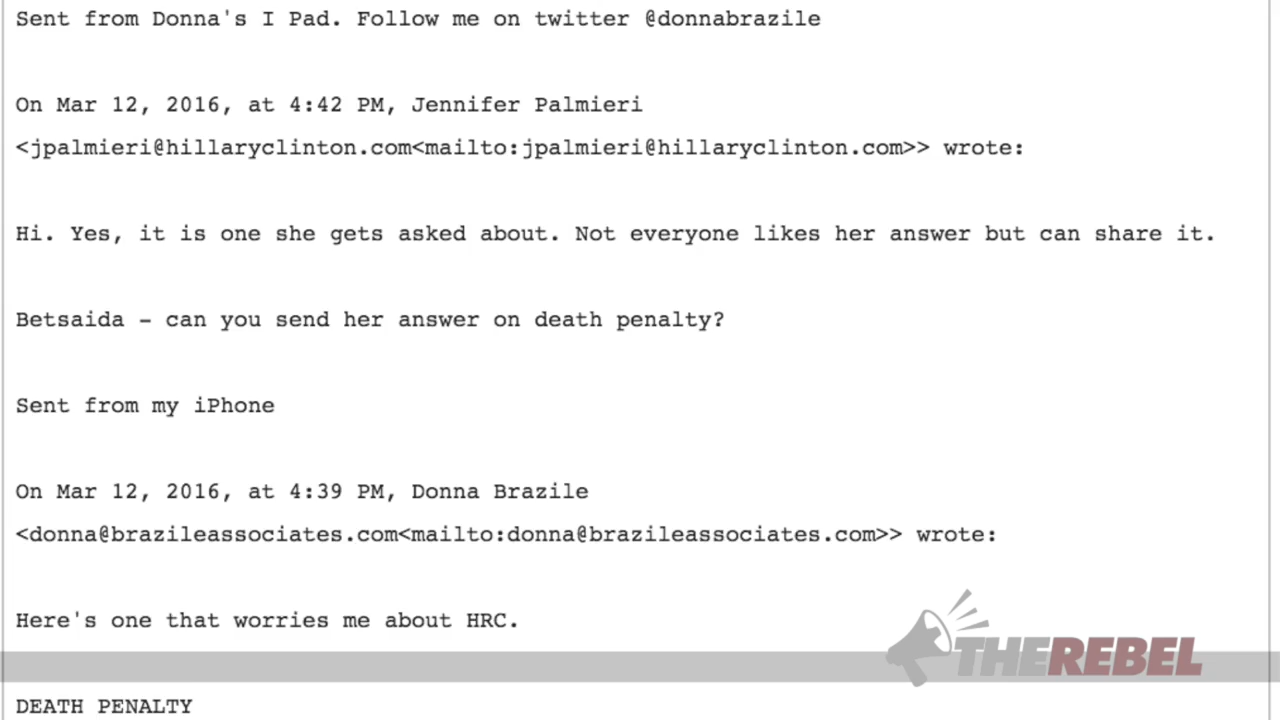 Sent from Donna's I Pad. Follow me on twitter @donnabrazile
On Mar 12, 2016, at 4:42 PM, Jennifer Palmieri
<jpalmieri@hillaryclinton.com<mailto:jpalmieri@hillaryclinton.com>> wrote:
Hi. Yes, it is one she gets asked about. Not everyone likes her answer but can share it.
Betsaida - can you send her answer on death penalty?
Sent from my iPhone
On Mar 12, 2016, at 4:39 PM, Donna Brazile
<donna@brazileassociates.com<mailto:donna@brazileassociates.com>> wrote:
Here's one that worries me about HRC.
THEREBEL
DEATH PENALTY